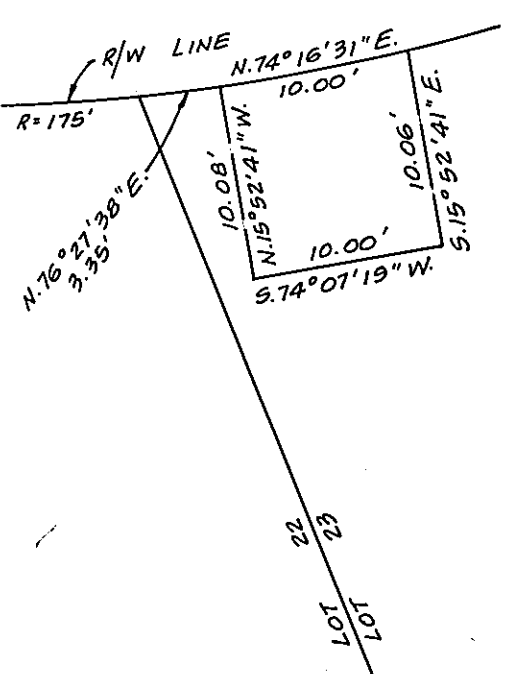 R/W LINE
N.74°16'31"E.
10.00'
R=175'
N.76°27'38"E.
3.35'
10.08'
N.15°52'41"W.
10.06'
S.15°52'41"E.
10.00'
S.74°07'19"W.
22
23
LOT
LOT